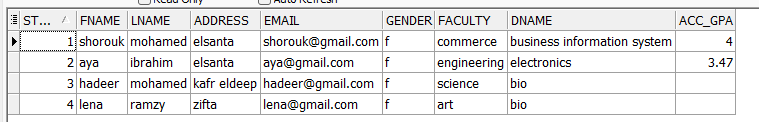 Read Only Auto Refresh
ST... FNAME LNAME ADDRESS EMAIL GENDER FACULTY DNAME ACC_GPA
1 shorouk mohamed elsanta shorouk@gmail.com f commerce business information system 4
2 aya ibrahim elsanta aya@gmail.com f engineering electronics 3.47
3 hadeer mohamed kafr eldeep hadeer@gmail.com f science bio
4 lena ramzy zifta lena@gmail.com f art bio